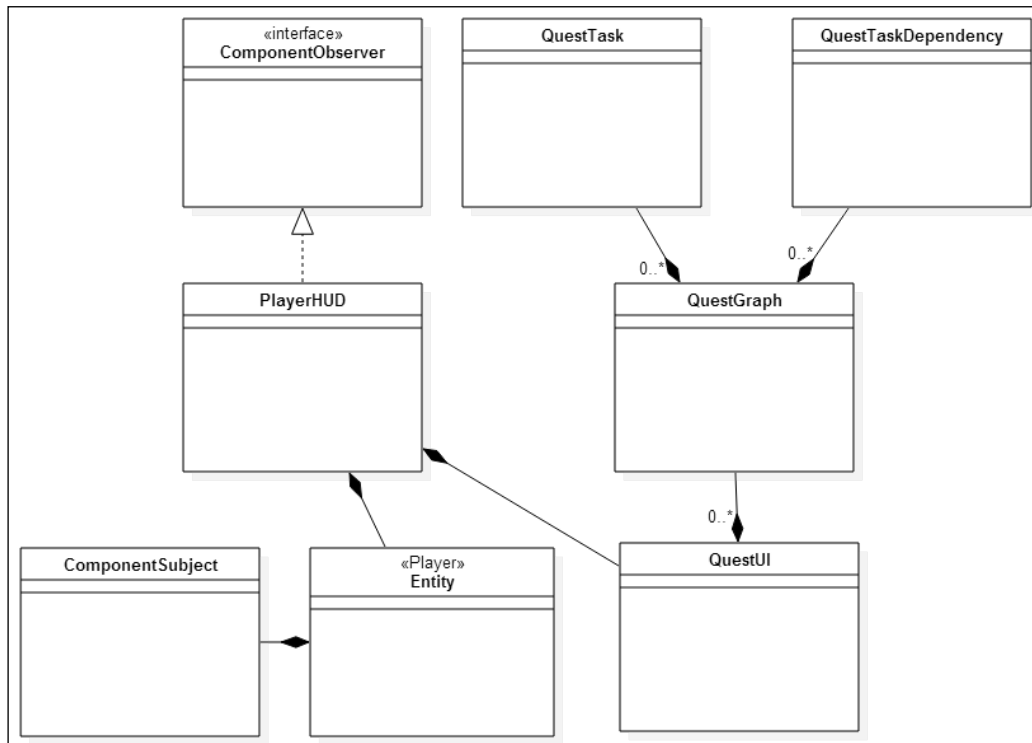 «interface»
ComponentObserver
QuestTask
QuestTaskDependency
0..*
0..*
PlayerHUD
QuestGraph
0..*
ComponentSubject
«Player»
Entity
QuestUI